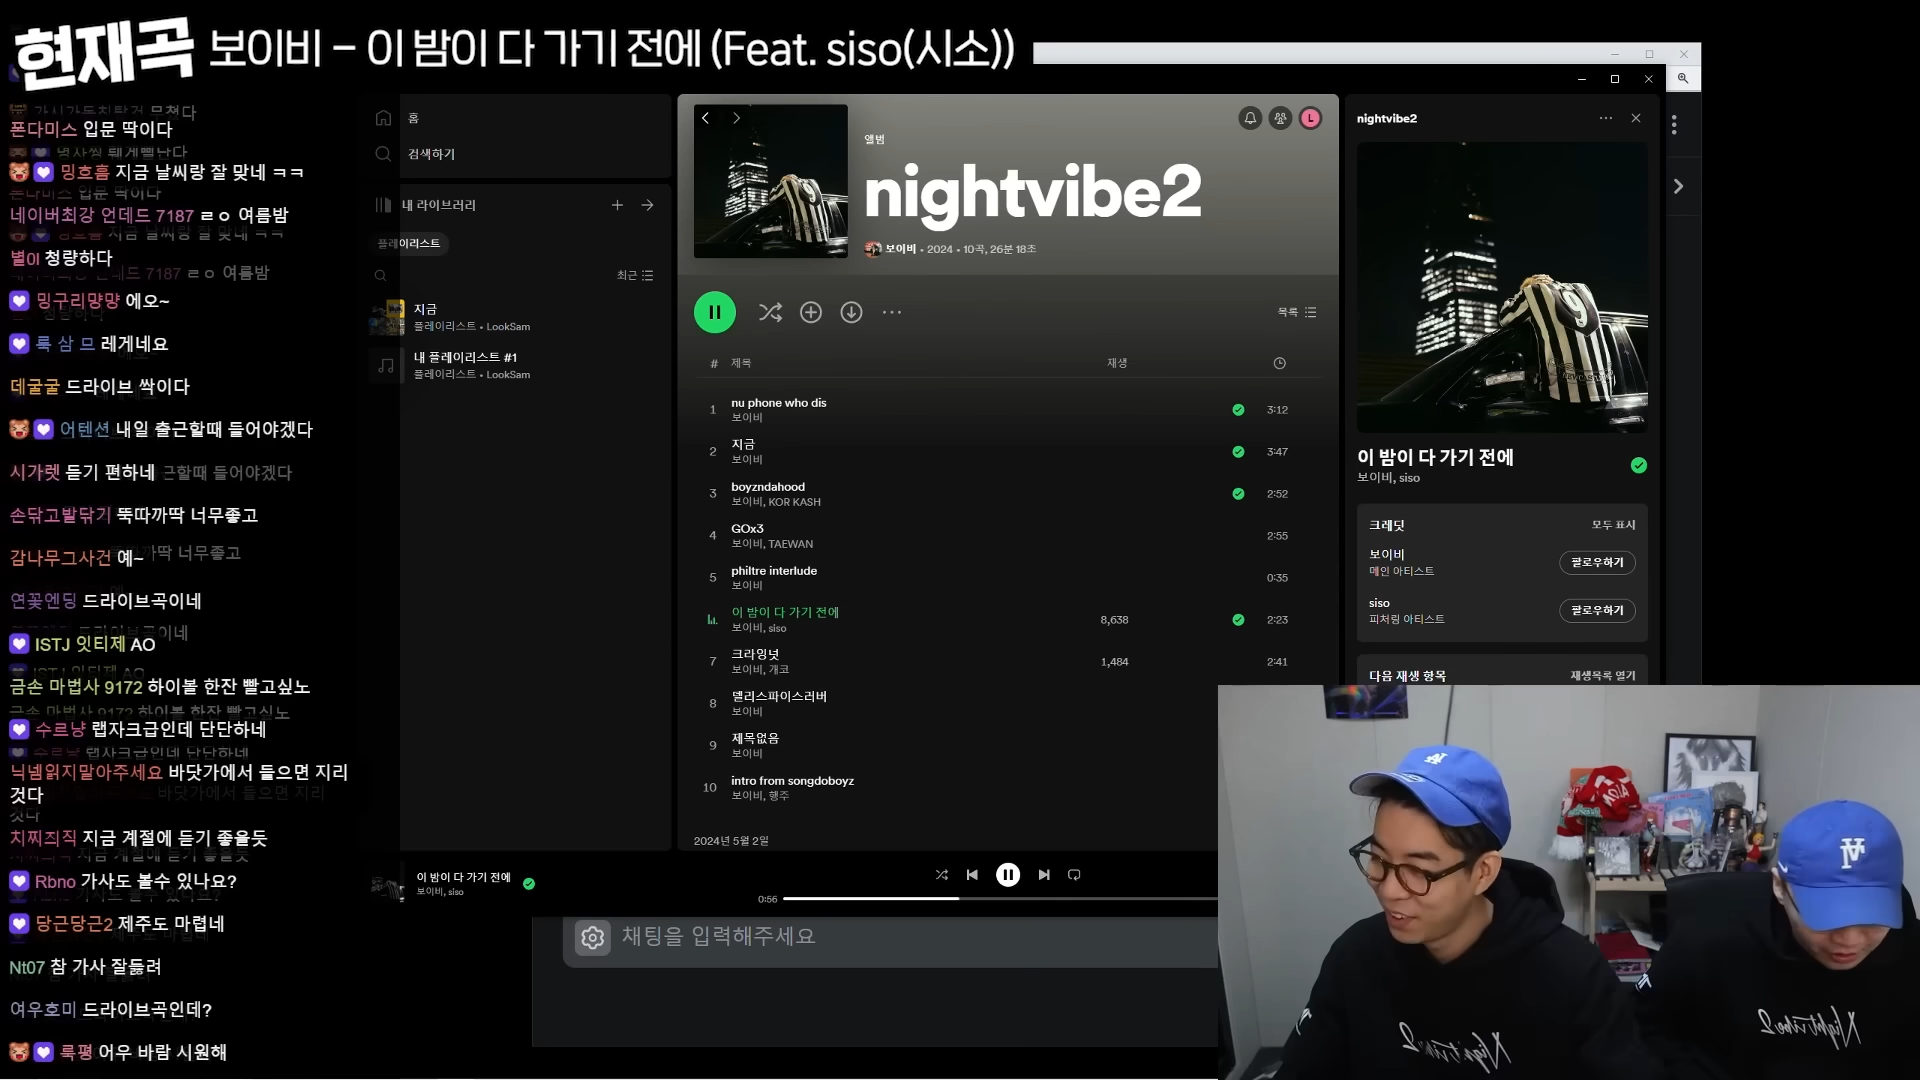 현재곡 보이비 – 이 밤이 다 가기 전에 (Feat. siso(시소))
폰다미스 입문 딱이다
밍흐흠 지금 날씨랑 잘 맞네 ㅋㅋ
네이버최강 언데드 7187 ㄹㅇ 여름밤
별이 청량하다
밍구리먕먕 에오~
룩 삼 므 레게네요
데굴굴 드라이브 싹이다
어텐션 내일 출근할때 들어야겠다
시가렛 듣기 편하네
손닦고발닦기 뚝따까딱 너무좋고
감나무그사건 예~
연꽃엔딩 드라이브곡이네
ISTJ 잇티제 AO
금손 마법사 9172 하이볼 한잔 빨고싶노
수르냥 랩자크급인데 단단하네
닉넴읽지말아주세요 바닷가에서 들으면 지리
것다
치찌직직 지금 계절에 듣기 좋을듯
Rbno 가사도 볼수 있나요?
당근당근2 제주도 마렵네
Nt07 참 가사 잘듫려
여우호미 드라이브곡인데?
룩평 어우 바람 시원해
홈
검색하기
내 라이브러리
플레이리스트
최근
지금
플레이리스트 • LookSam
내 플레이리스트 #1
플레이리스트 • LookSam
앨범
nightvibe2
보이비 • 2024 • 10곡, 26분 18초
L
목록
# 제목 재생
1 nu phone who dis 3:12
보이비
2 지금 3:47
보이비
3 boyzndahood 2:52
보이비, KOR KASH
4 GOx3 2:55
보이비, TAEWAN
5 philtre interlude 0:35
보이비
이 밤이 다 가기 전에 8,638 2:23
보이비, siso
7 크라잉넛 1,484 2:41
보이비, 개코
8 델리스파이스러버
보이비
9 제목없음
보이비
10 intro from songdoboyz
보이비, 행주
2024년 5월 2일
nightvibe2
9
이 밤이 다 가기 전에
보이비, siso
크레딧 모두 표시
보이비 팔로우하기
메인 아티스트
siso 팔로우하기
피처링 아티스트
다음 재생 항목 재생목록 열기
이 밤이 다 가기 전에
보이비, siso
0:56
채팅을 입력해주세요
LA
LA
Nightvibe2
Nightvibe2